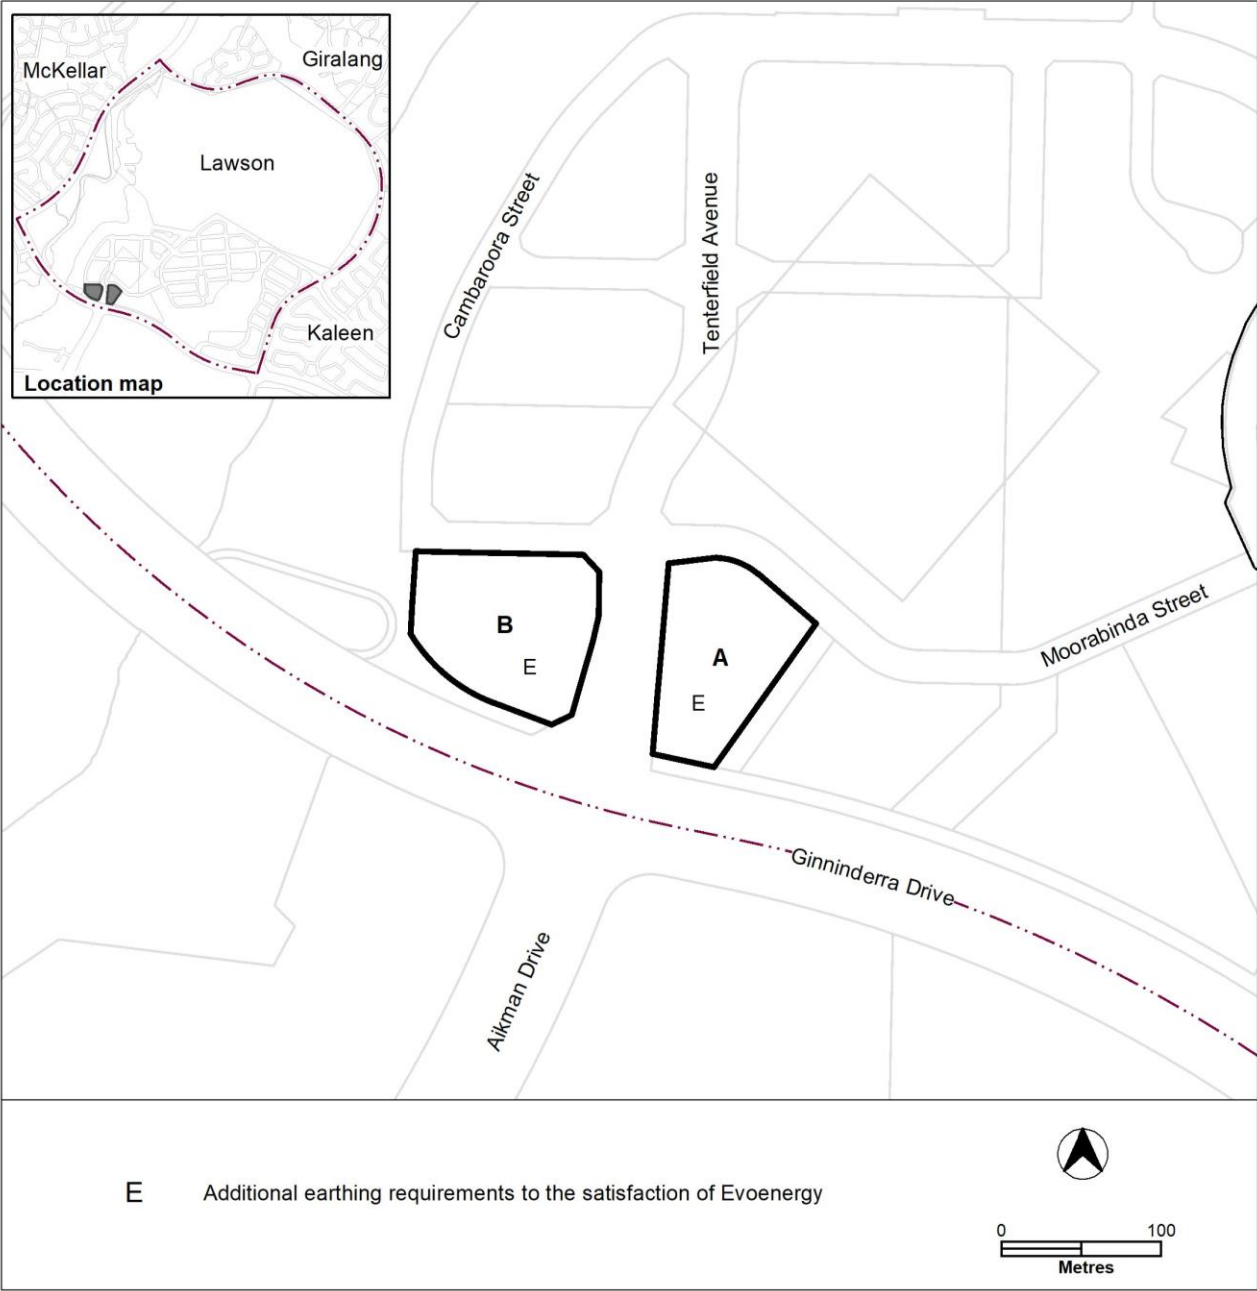 McKellar
Giralang
Lawson
Kaleen
Location map
Cambaroora Street
Tenterfield Avenue
B
E
A
E
Moorabinda Street
Ginninderra Drive
Aikman Drive
E Additional earthing requirements to the satisfaction of Evoenergy
0 100
Metres